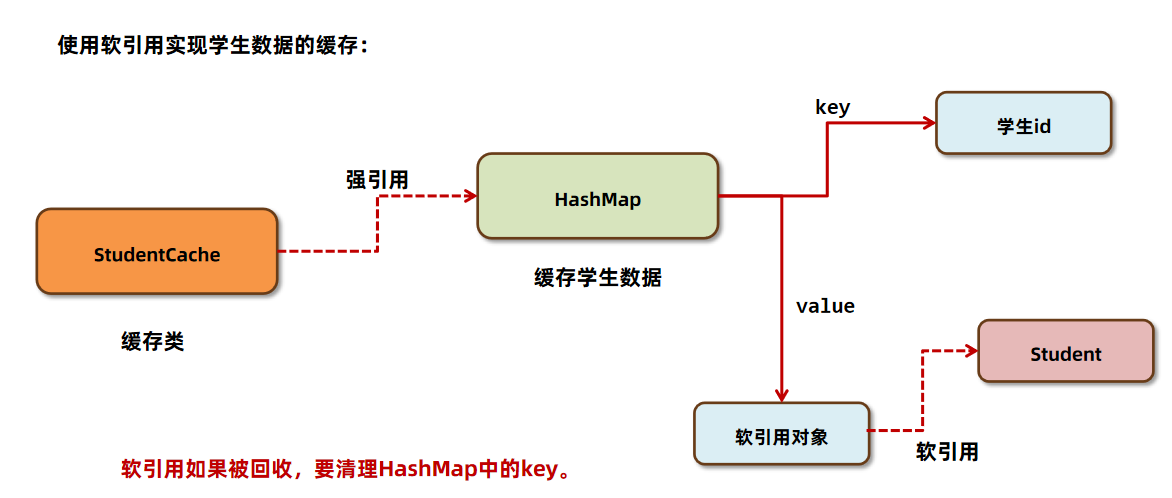 使用软引用实现学生数据的缓存：
key
学生id
强引用
HashMap
StudentCache
缓存学生数据
value
缓存类
Student
软引用对象
软引用
软引用如果被回收，要清理HashMap中的key。